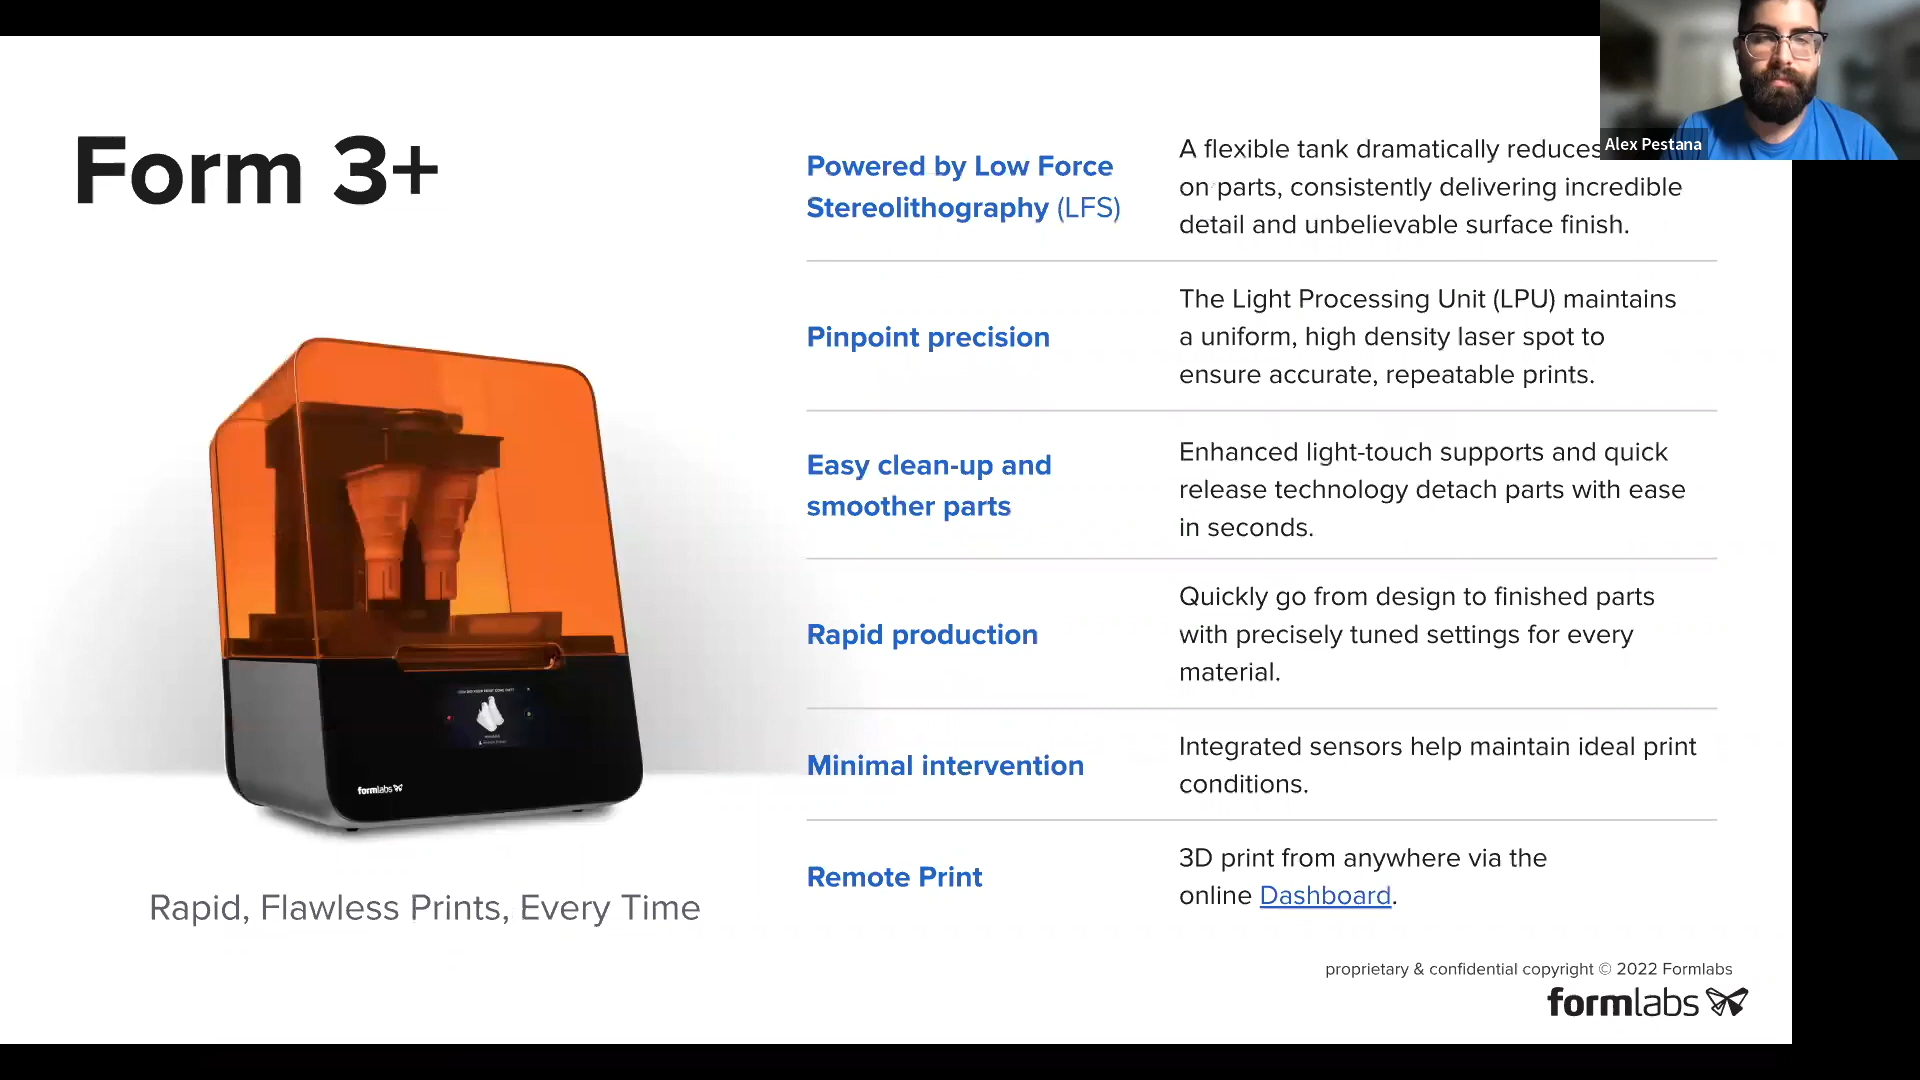 Form 3+
Rapid, Flawless Prints, Every Time
formlabs
Powered by Low Force
Stereolithography (LFS)
A flexible tank dramatically reduces
on parts, consistently delivering incredible
detail and unbelievable surface finish.
Pinpoint precision
The Light Processing Unit (LPU) maintains
a uniform, high density laser spot to
ensure accurate, repeatable prints.
Easy clean-up and
smoother parts
Enhanced light-touch supports and quick
release technology detach parts with ease
in seconds.
Rapid production
Quickly go from design to finished parts
with precisely tuned settings for every
material.
Minimal intervention
Integrated sensors help maintain ideal print
conditions.
Remote Print
3D print from anywhere via the
online Dashboard.
proprietary & confidential copyright © 2022 Formlabs
formlabs
Alex Pestana